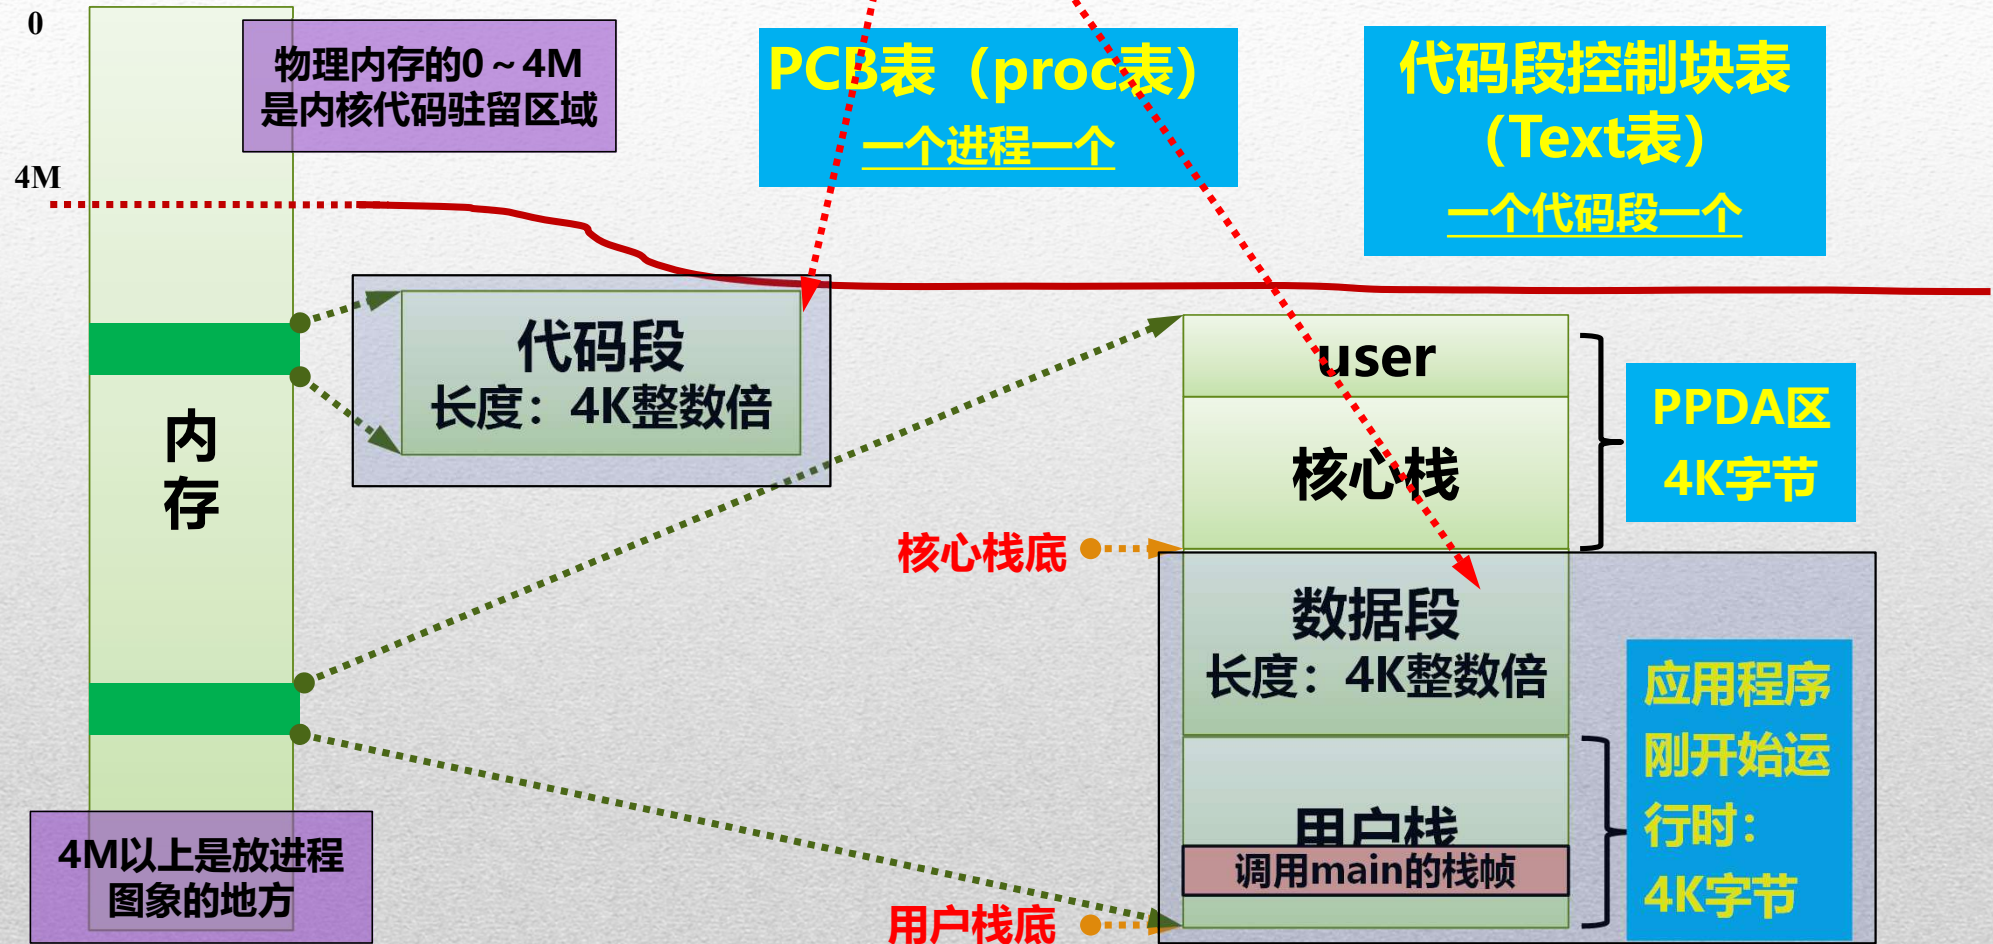 0
物理内存的0~4M
是内核代码驻留区域
PCB表（proc表）
一个进程一个
代码段控制块表
（Text表）
一个代码段一个
4M
代码段
长度：4K整数倍
内
存
user
核心栈
PPDA区
4K字节
核心栈底
数据段
长度：4K整数倍
应用程序
刚开始运
行时：
4K字节
用户栈
调用main的栈帧
用户栈底
4M以上是放进程
图象的地方